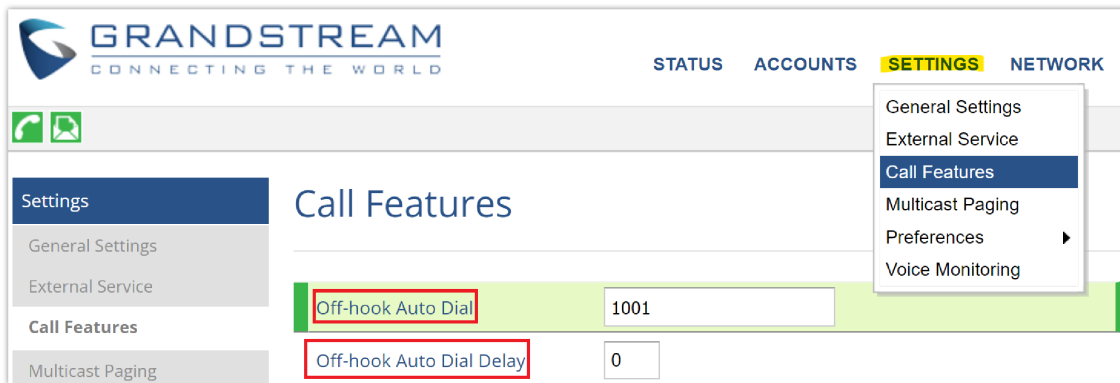 GRANDSTREAM
CONNECTING THE WORLD
STATUS ACCOUNTS SETTINGS NETWORK
General Settings
External Service
Call Features
Multicast Paging
Preferences
Voice Monitoring
Settings
General Settings
External Service
Call Features
Multicast Paging
Call Features
Off-hook Auto Dial 1001
Off-hook Auto Dial Delay 0